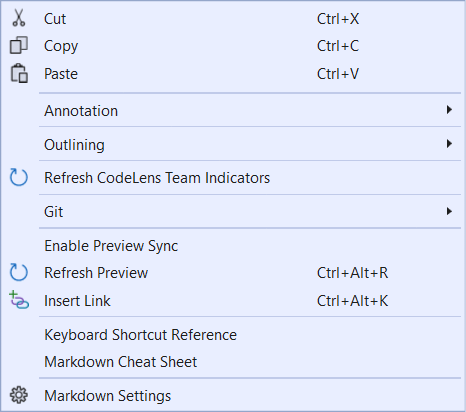 Cut Ctrl+X
Copy Ctrl+C
Paste Ctrl+V
Annotation
Outlining
Refresh CodeLens Team Indicators
Git
Enable Preview Sync
Refresh Preview Ctrl+Alt+R
Insert Link Ctrl+Alt+K
Keyboard Shortcut Reference
Markdown Cheat Sheet
Markdown Settings